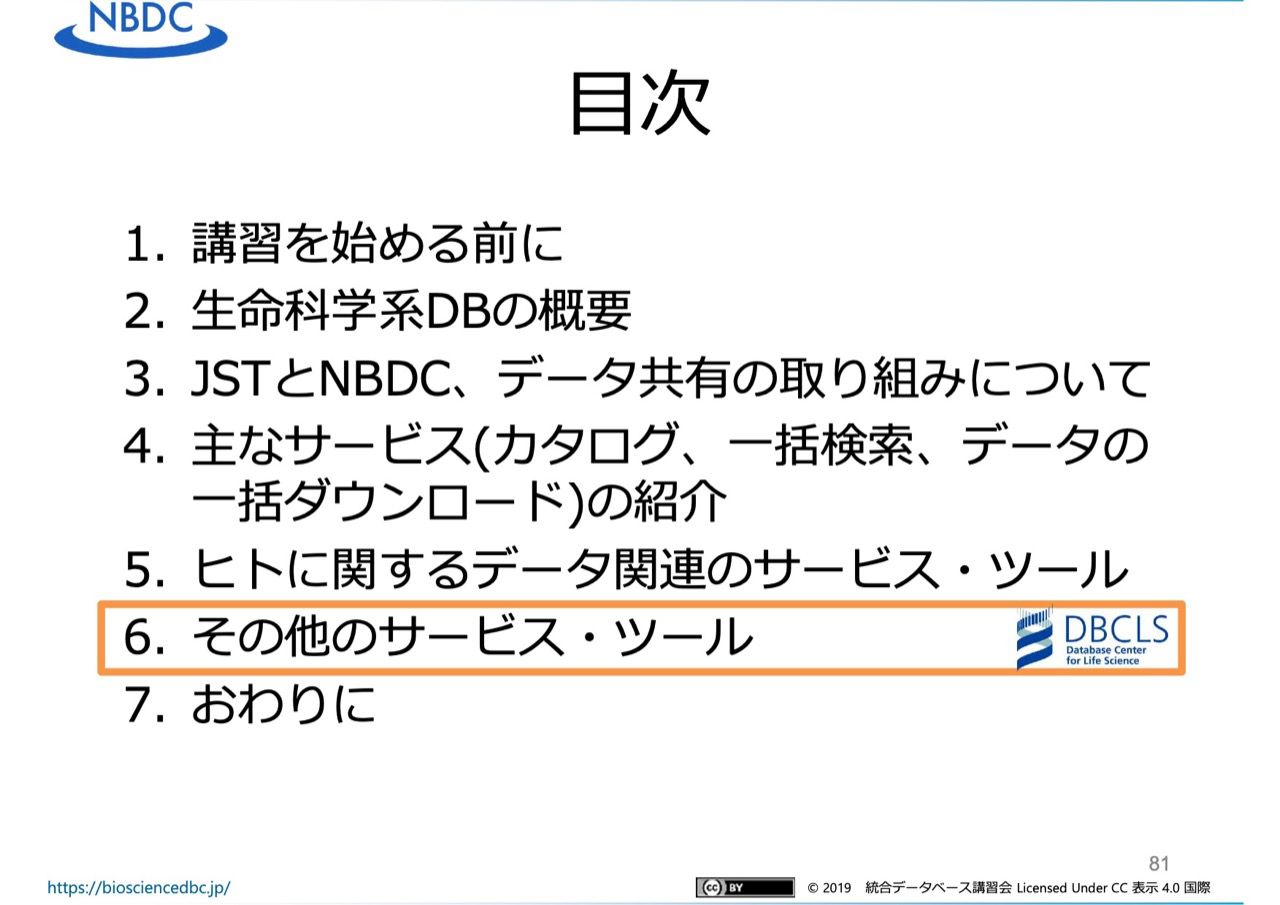 NBDC
目次
1. 講習を始める前に
2. 生命科学系DBの概要
3. JSTとNBDC、データ共有の取り組みについて
4. 主なサービス(カタログ、一括検索、データの
一括ダウンロード)の紹介
5. ヒトに関するデータ関連のサービス・ツール
6. その他のサービス・ツール
DBCLS
Database Center
for Life Science
7. おわりに
81
https://biosciencedbc.jp/
cc BY
© 2019 統合データベース講習会 Licensed Under CC 表示 4.0 国際